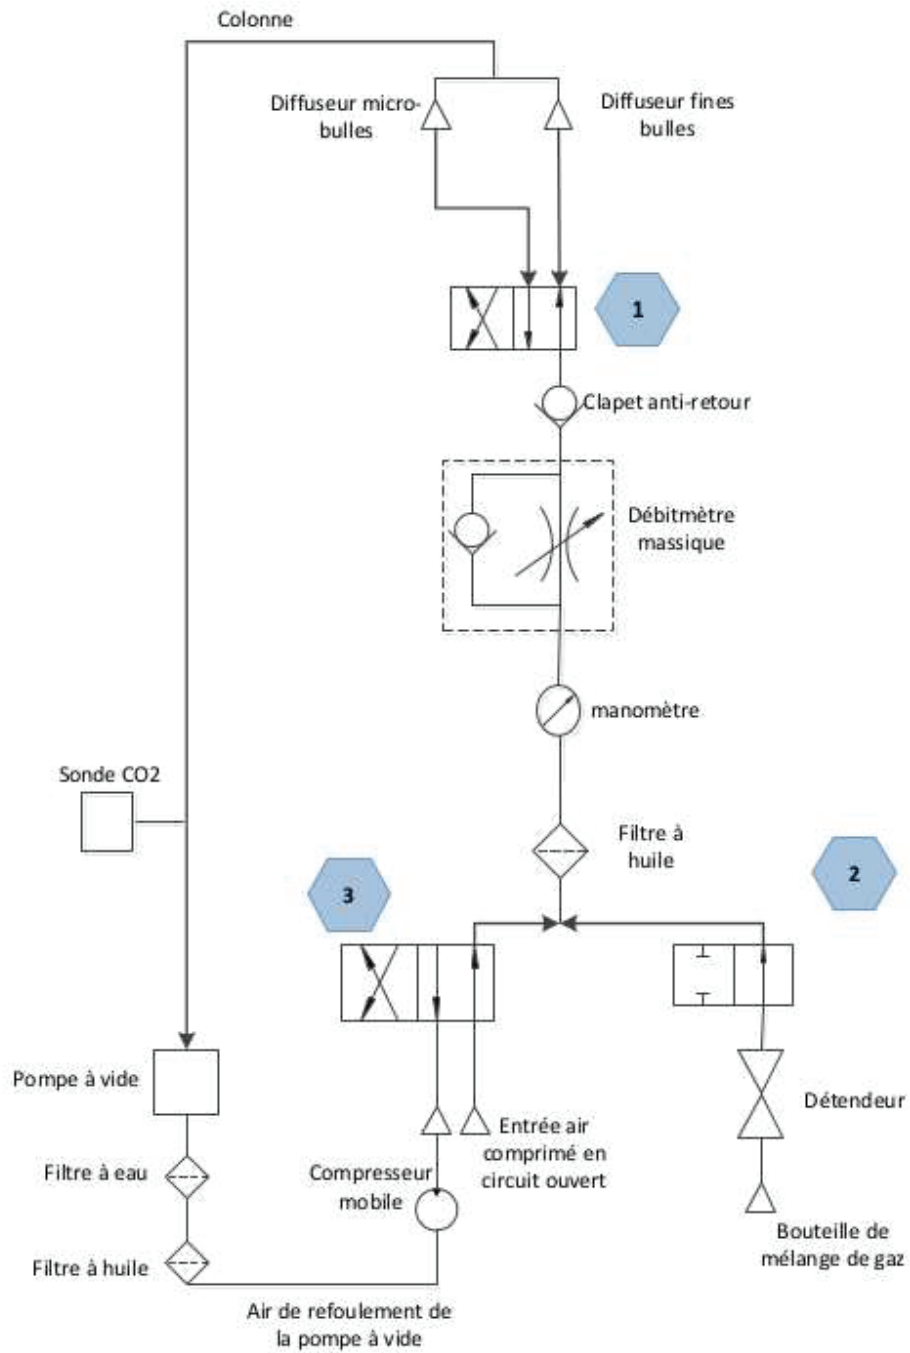 Colonne
Diffuseur micro-
bulles
Diffuseur fines
bulles
1
Clapet anti-retour
Débitmètre
massique
manomètre
Sonde CO2
Filtre à
huile
2
3
Pompe à vide
Détendeur
Entrée air
comprimé en
circuit ouvert
Filtre à eau
Compresseur
mobile
Bouteille de
mélange de gaz
Filtre à huile
Air de refoulement de
la pompe à vide